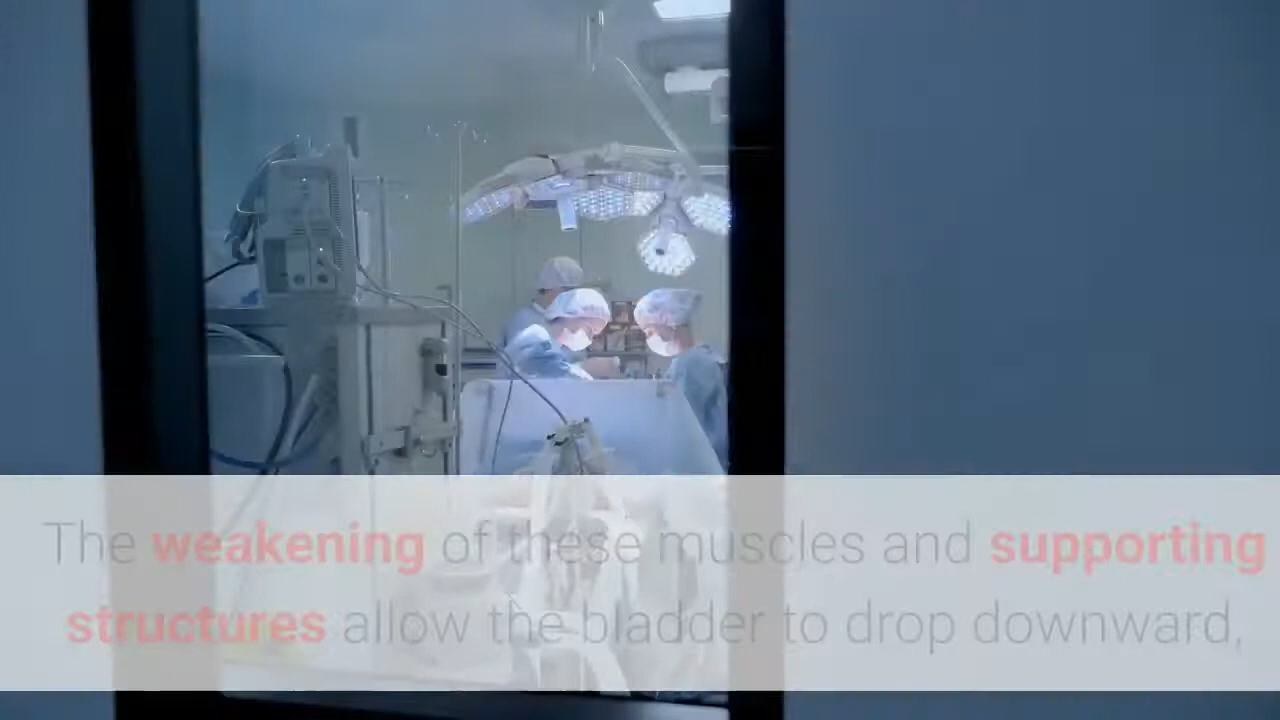 The weakening of these muscles and supporting
structures allow the bladder to drop downward,